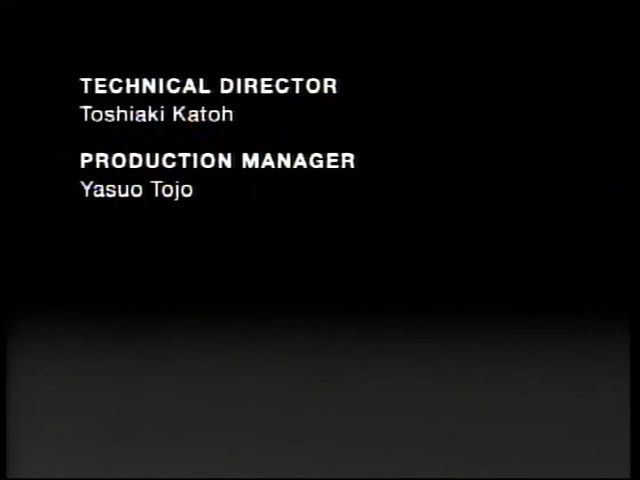 TECHNICAL DIRECTOR
Toshiaki Katoh
PRODUCTION MANAGER
Yasuo Tojo